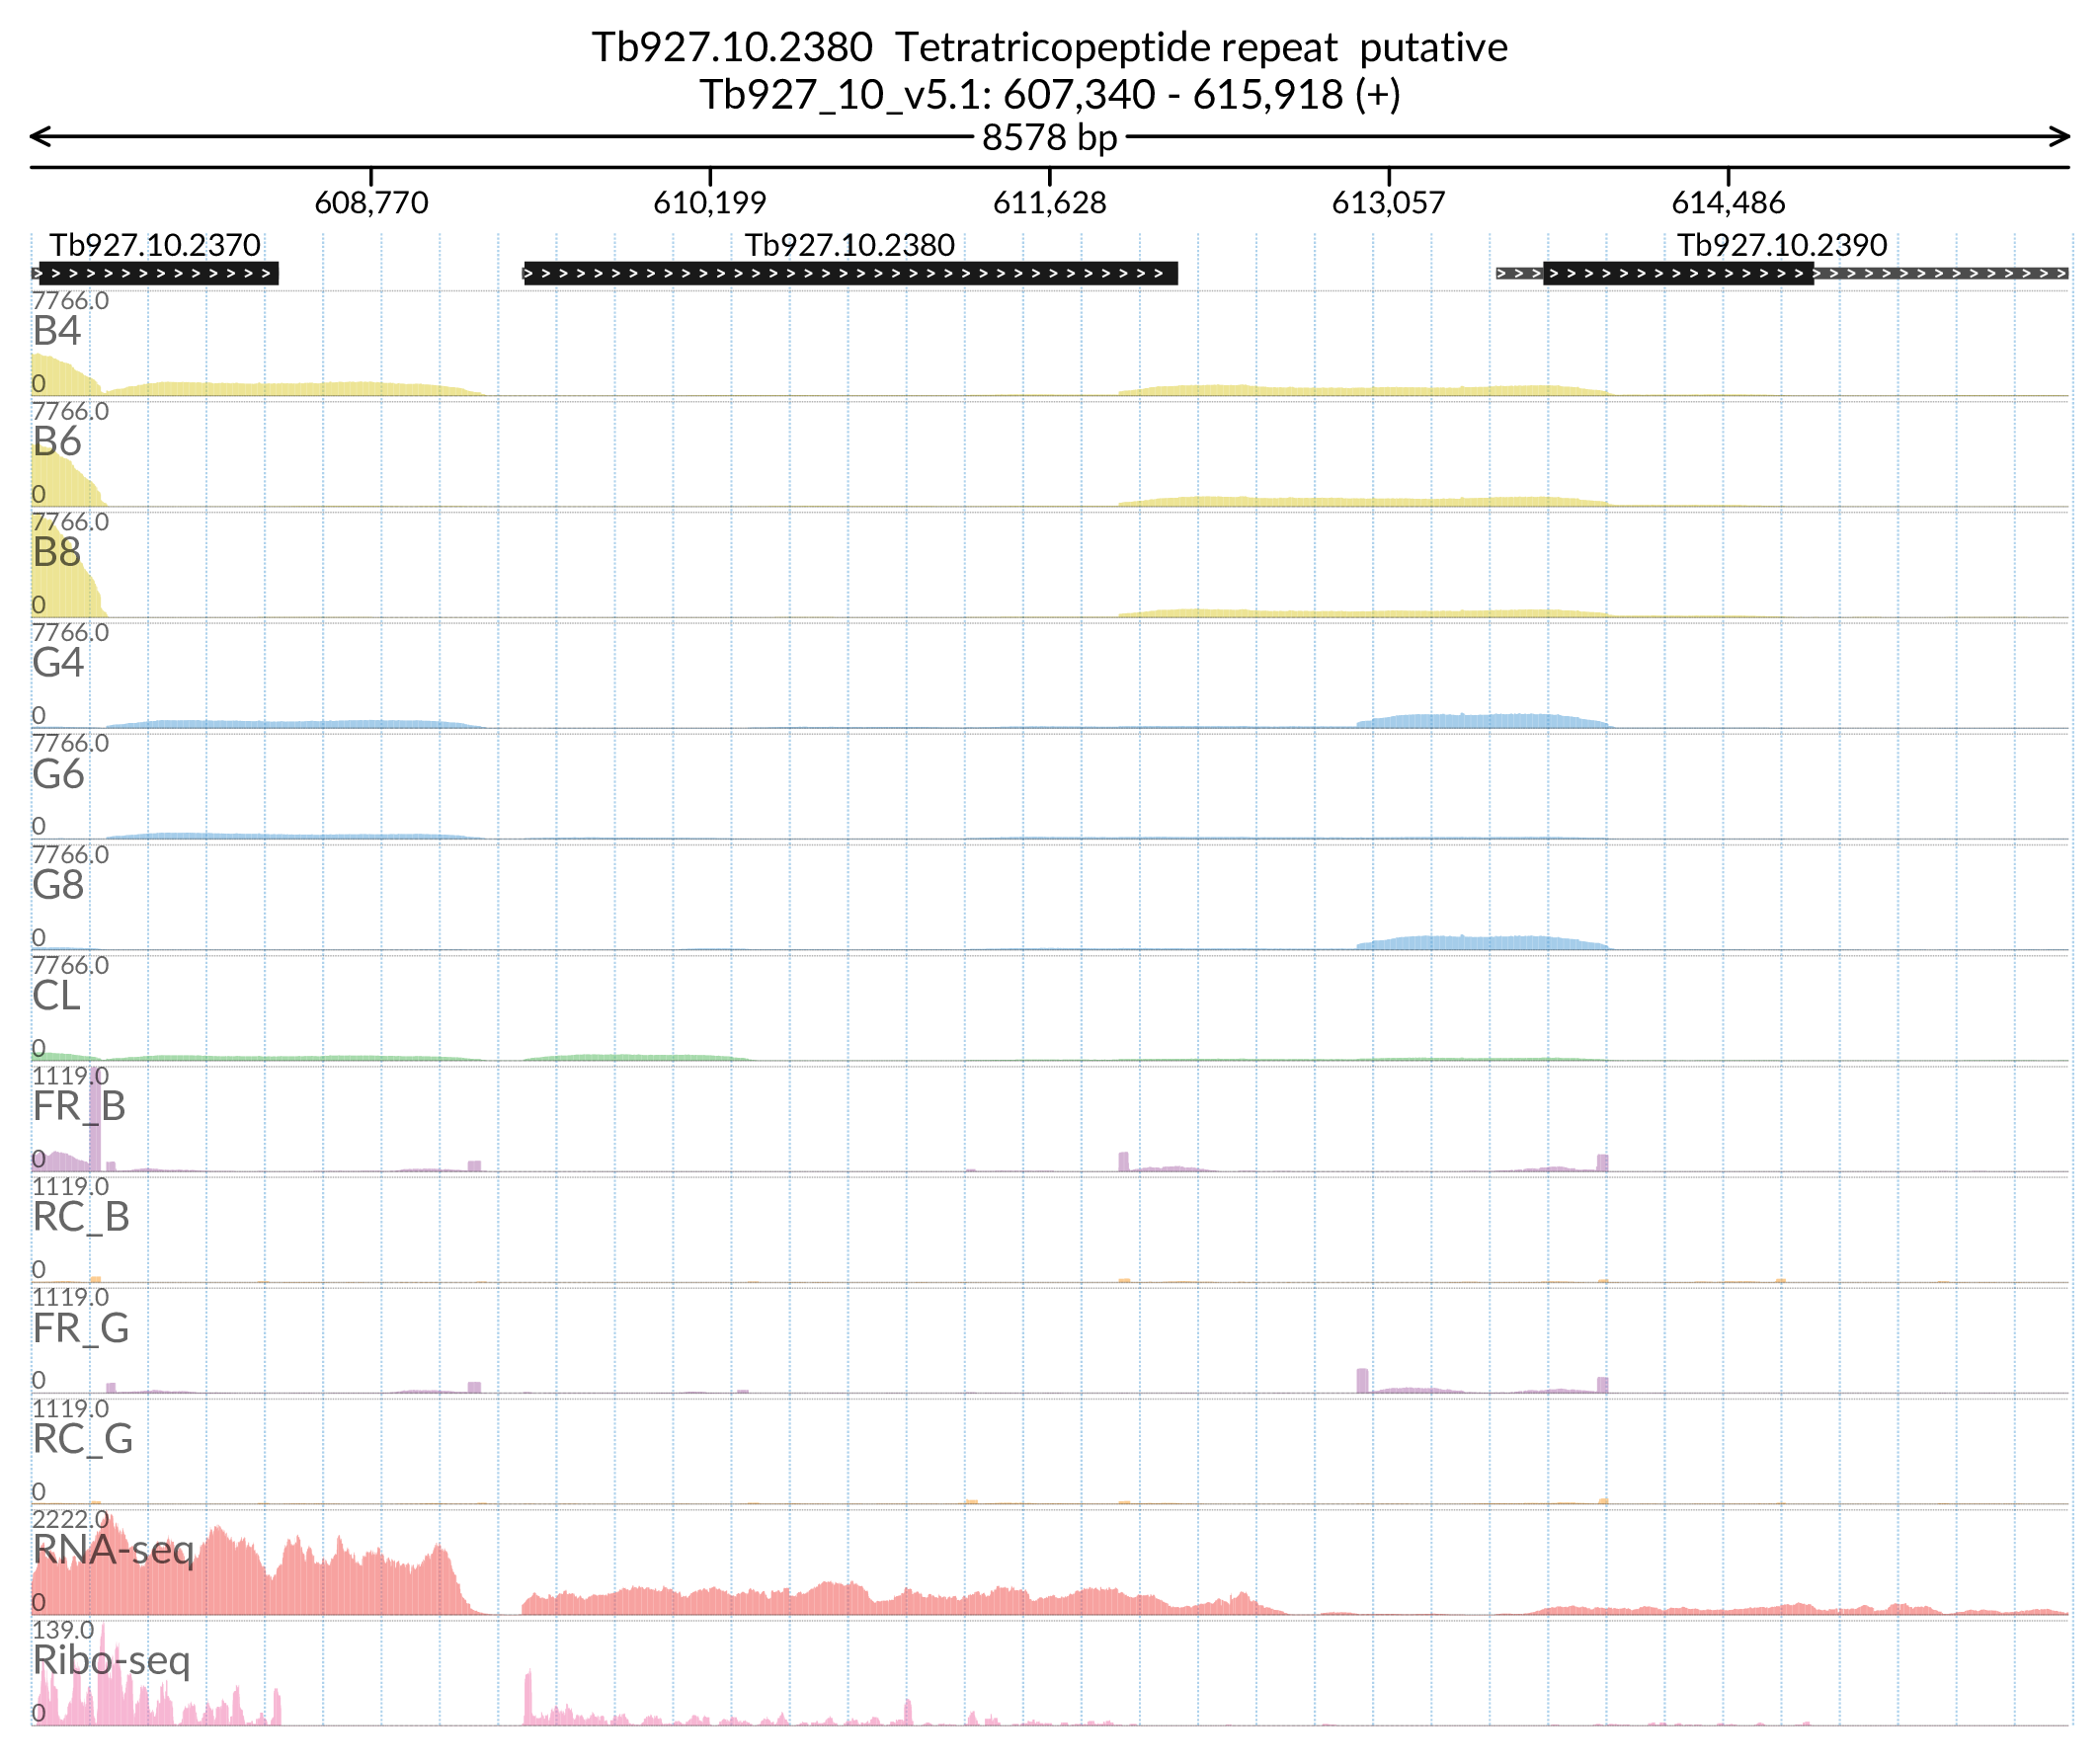 Tb927.10.2380 Tetratricopeptide repeat putative
Tb927_10_v5.1: 607,340 - 615,918 (+)
8578 bp
608,770 610,199 611,628 613,057 614,486
Tb927.10.2370 Tb927.10.2380 Tb927.10.2390
7766.0
B4
0
7766.0
B6
0
7766.0
B8
0
7766.0
G4
0
7766.0
G6
0
7766.0
G8
0
7766.0
CL
0
1119.0
FR_B
0
1119.0
RC_B
0
1119.0
FR_G
0
1119.0
RC_G
0
2222.0
RNA-seq
0
139.0
Ribo-seq
0